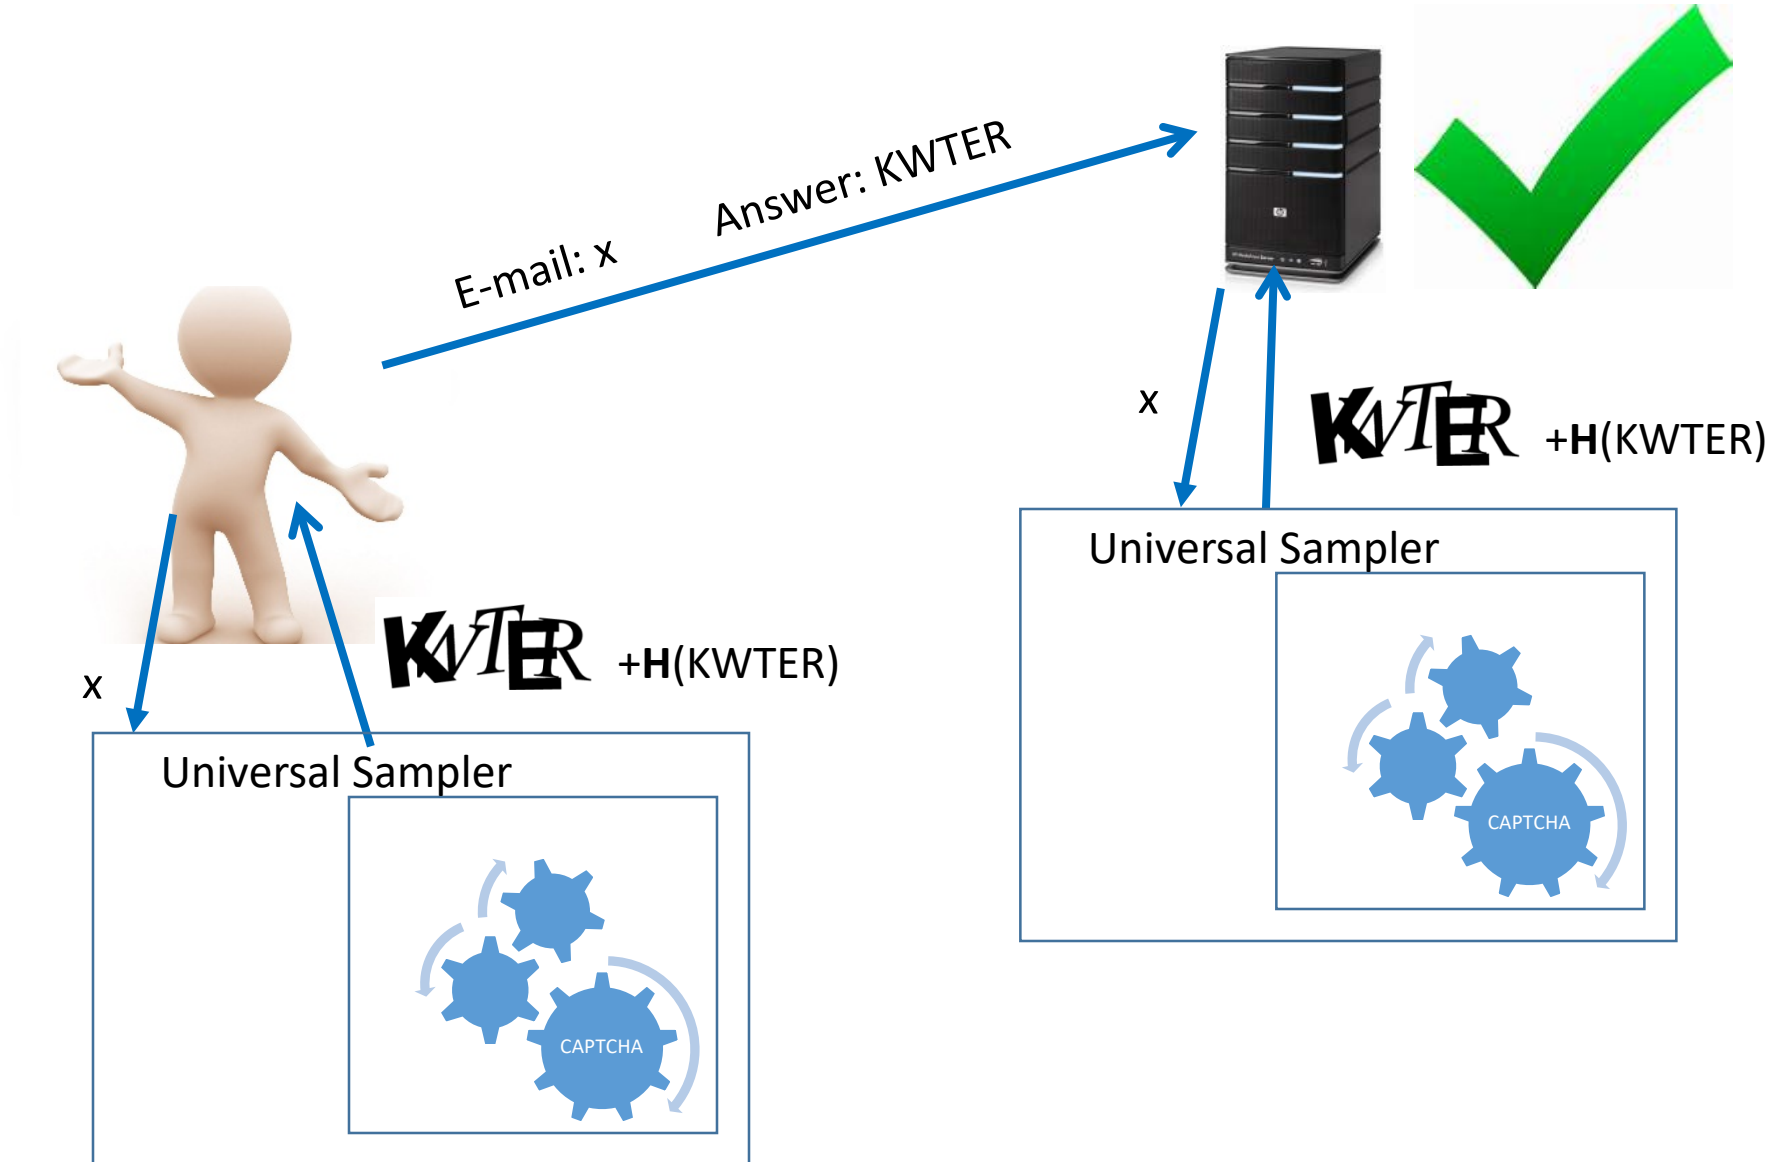 E-mail: x Answer: KWTER
x
KWTER +H(KWTER)
Universal Sampler
CAPTCHA
x
KWTER +H(KWTER)
Universal Sampler
CAPTCHA